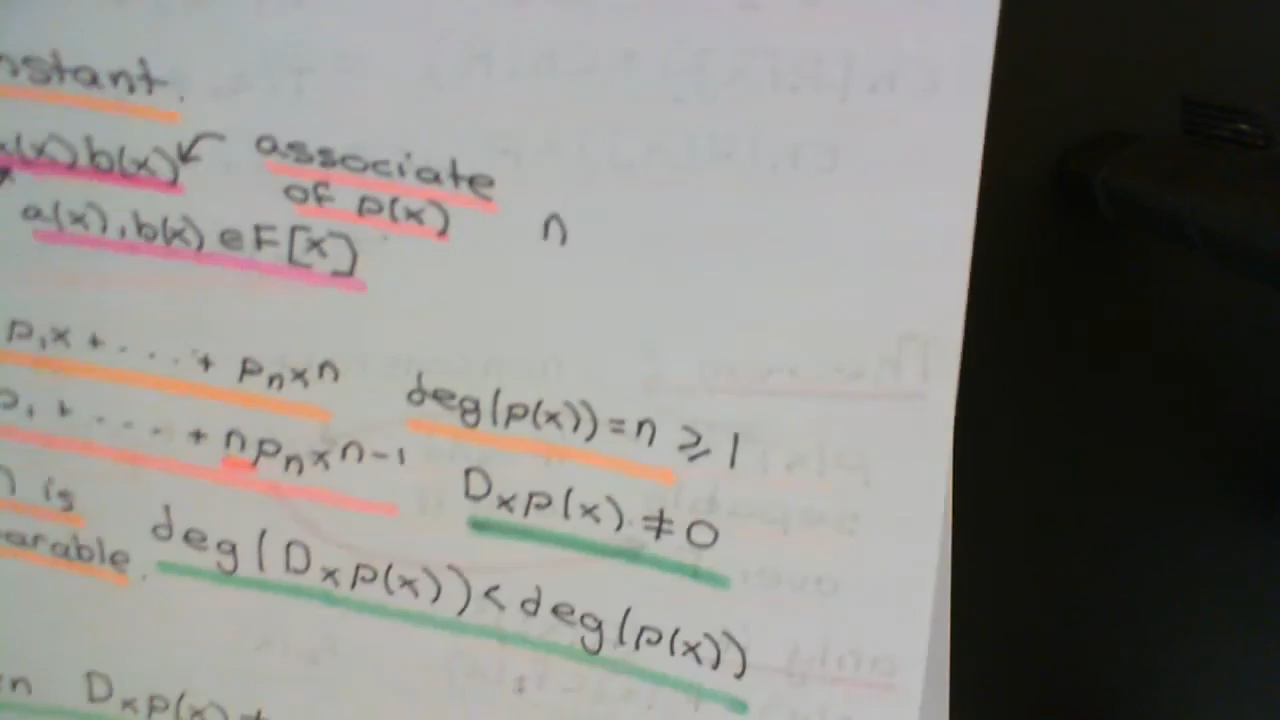 nstant.
a(x), b(x) ↙ associate
of p(x) n
a(x), b(x) e F[x]
p₁x + .... + pₙxⁿ deg(p(x)) = n ≥ 1
p₁ + .... + npₙxⁿ⁻¹ Dₓp(x) ≠ 0
n is
arable. deg(Dₓp(x)) < deg(p(x))
n Dₓp(x) ≠